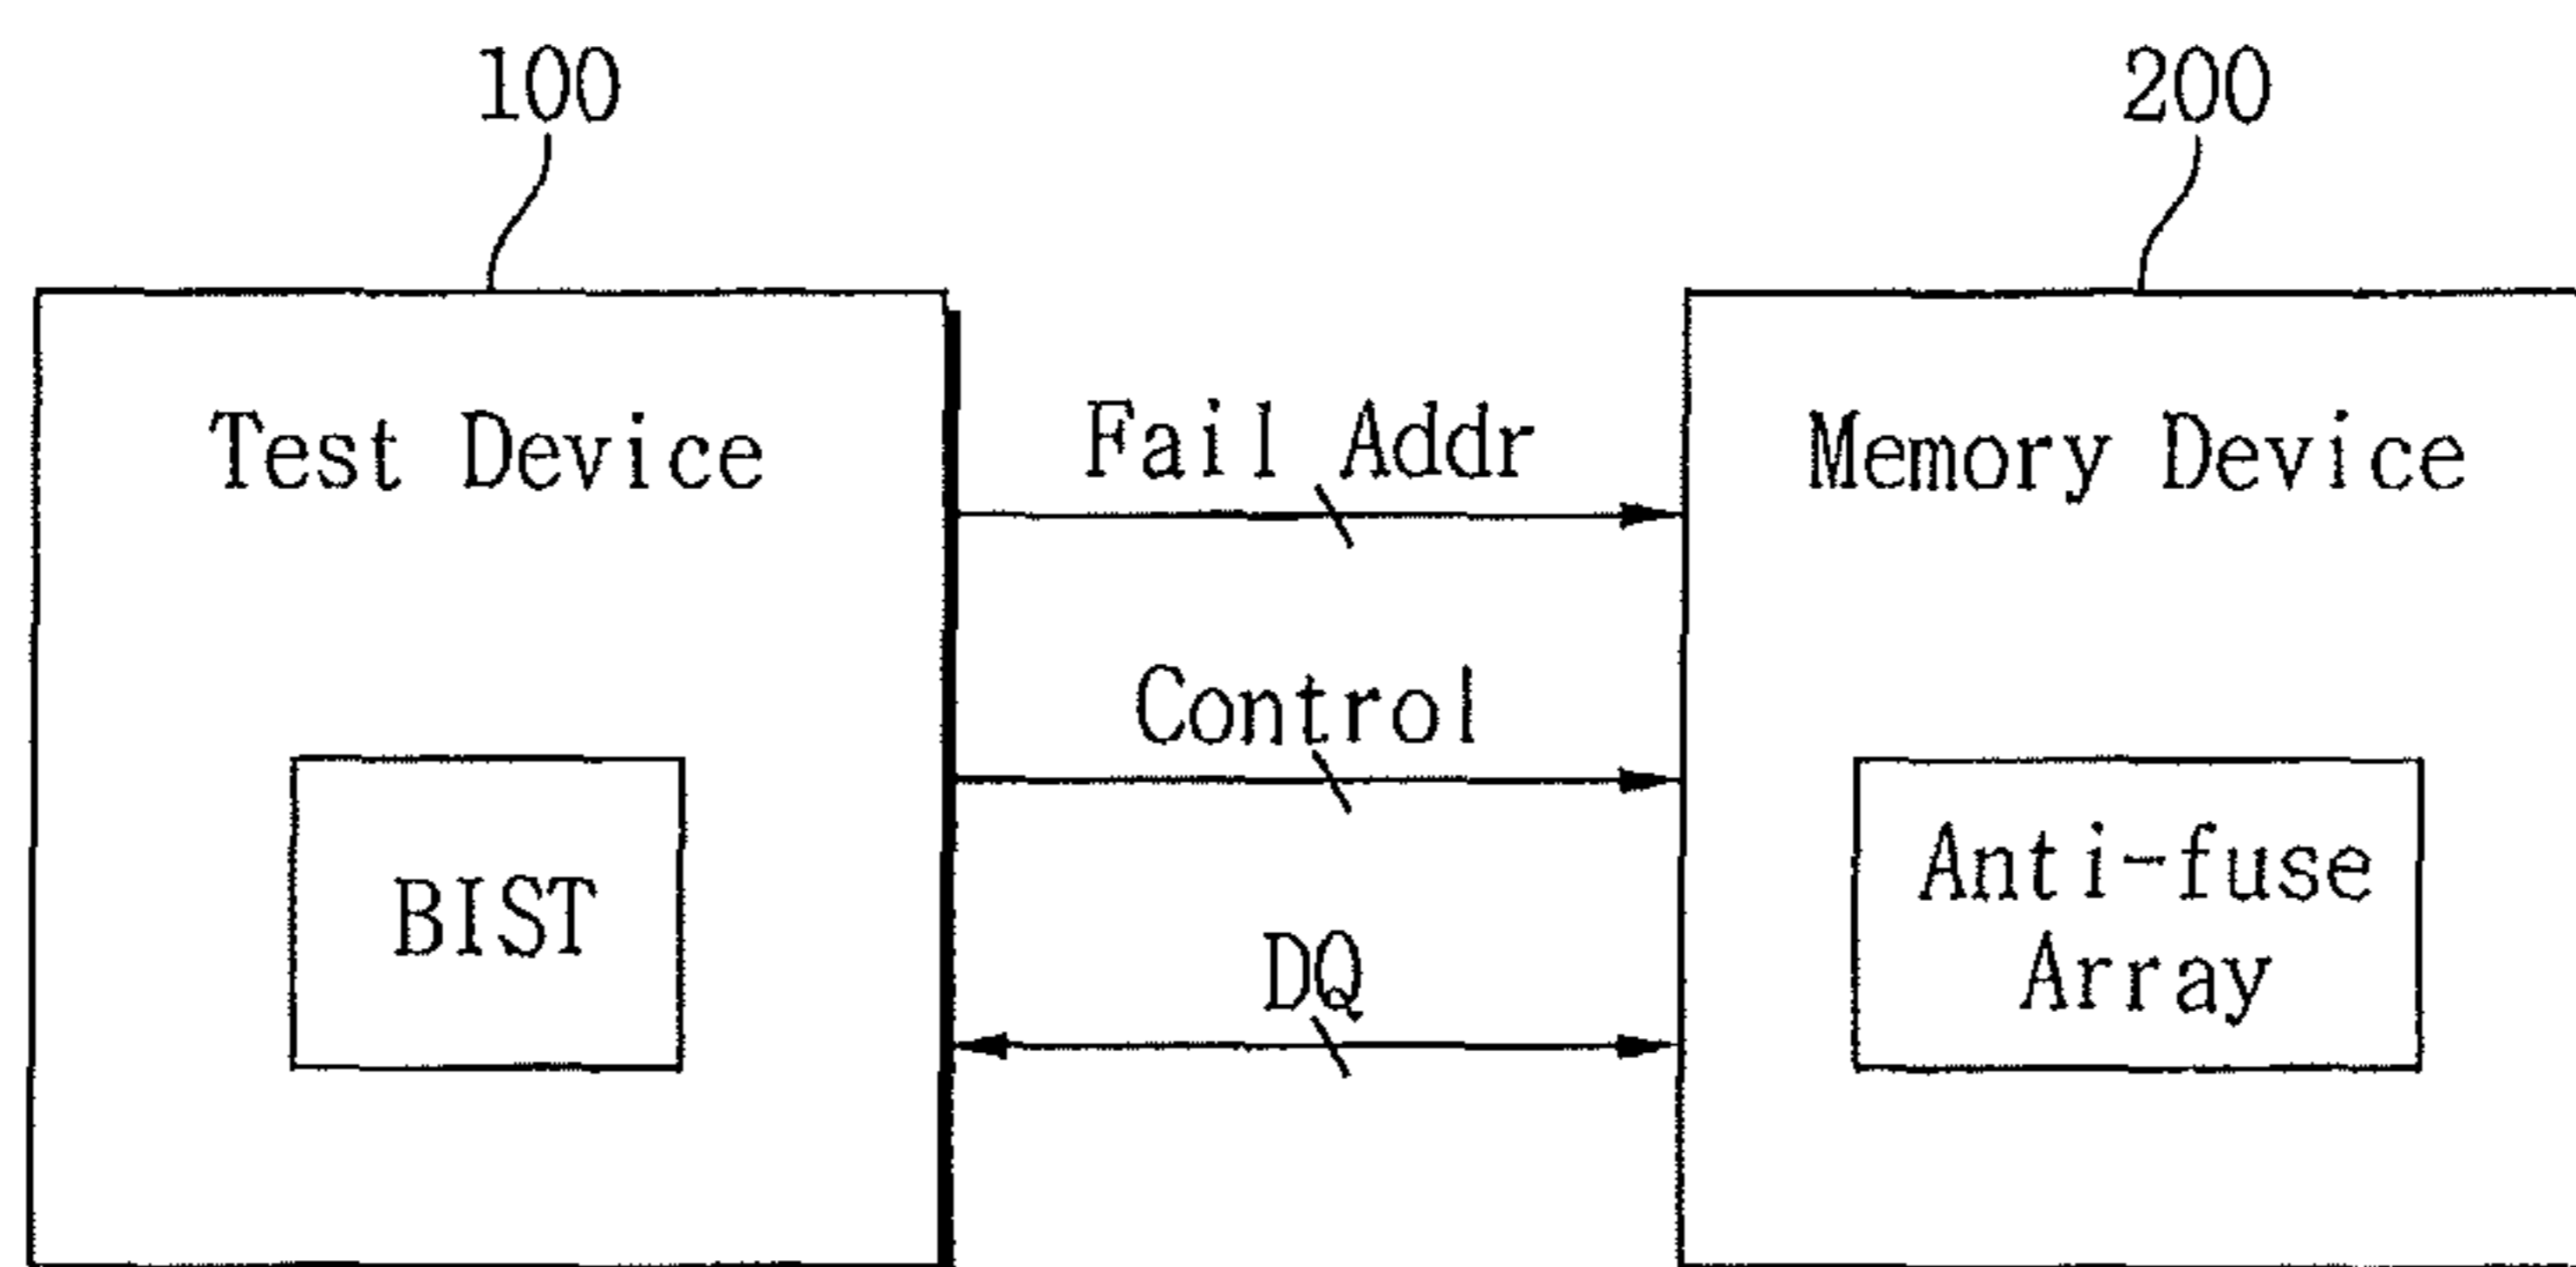 100
200
Test Device
Fail Addr
Memory Device
Control
BIST
Anti-fuse
Array
DQ